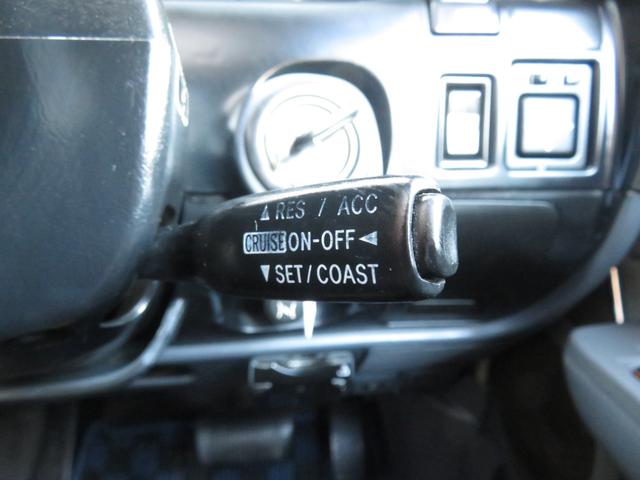 ▲ RES / ACC
CRUISE ON-OFF ◄
▼ SET/COAST